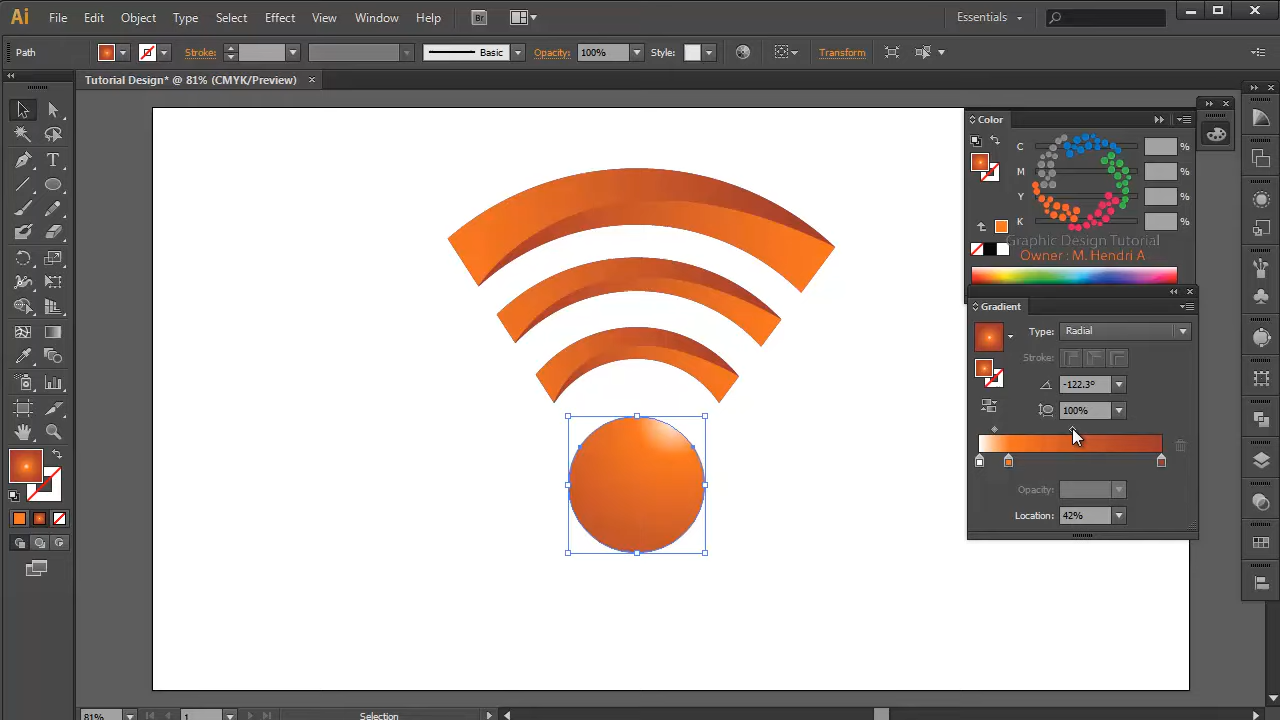 Ai File Edit Object Type Select Effect View Window Help Br Essentials
Path Stroke: Basic Opacity: 100% Style: Transform
Tutorial Design* @ 81% (CMYK/Preview)
Color
C %
M %
Y %
K %
Graphic Design Tutorial
Owner : M. Hendri A
Gradient
Type: Radial
Stroke:
-122.3°
100%
Opacity:
Location: 42%
81% 1 Selection